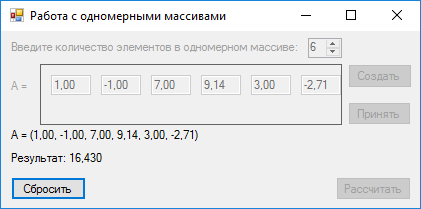 Работа с одномерными массивами
Введите количество элементов в одномерном массиве: 6
Создать
A = 1,00 -1,00 7,00 9,14 3,00 -2,71
Принять
A = (1,00, -1,00, 7,00, 9,14, 3,00, -2,71)
Результат: 16,430
Сбросить Рассчитать